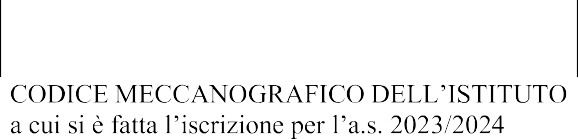 CODICE MECCANOGRAFICO DELL'ISTITUTO
a cui si è fatta l'iscrizione per l'a.s. 2023/2024